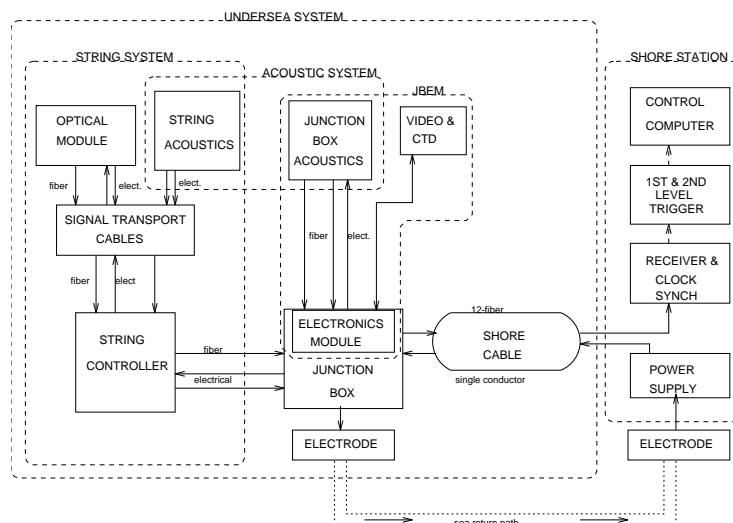 UNDERSEA SYSTEM
STRING SYSTEM
ACOUSTIC SYSTEM
JBEM
SHORE STATION
OPTICAL
MODULE
STRING
ACOUSTICS
JUNCTION
BOX
ACOUSTICS
VIDEO &
CTD
CONTROL
COMPUTER
fiber
elect.
elect.
1ST & 2ND
LEVEL
TRIGGER
SIGNAL TRANSPORT
CABLES
fiber
elect.
fiber
elect
RECEIVER &
CLOCK
SYNCH
12-fiber
STRING
CONTROLLER
ELECTRONICS
MODULE
SHORE
CABLE
fiber
electrical
JUNCTION
BOX
single conductor
POWER
SUPPLY
ELECTRODE
ELECTRODE
sea return path